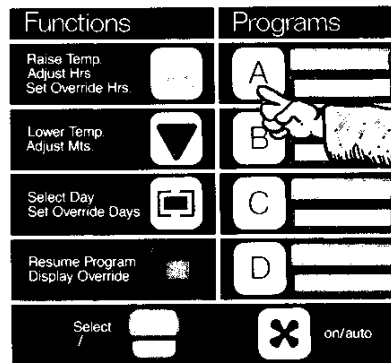 Functions
Programs
Raise Temp.
Adjust Hrs
Set Override Hrs.
A
Lower Temp.
Adjust Mts.
B
Select Day
Set Override Days
C
Resume Program
Display Override
D
Select
/
on/auto